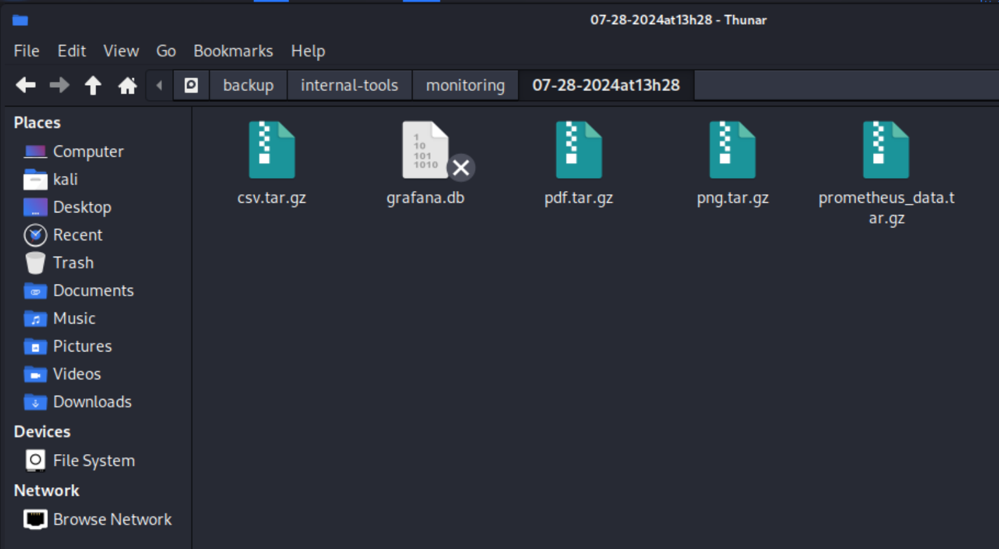 07-28-2024at13h28 - Thunar
File Edit View Go Bookmarks Help
backup internal-tools monitoring 07-28-2024at13h28
Places
Computer
kali
Desktop
Recent
Trash
Documents
Music
Pictures
Videos
Downloads
Devices
File System
Network
Browse Network
1
10
101
1010
csv.tar.gz grafana.db pdf.tar.gz png.tar.gz prometheus_data.t
ar.gz